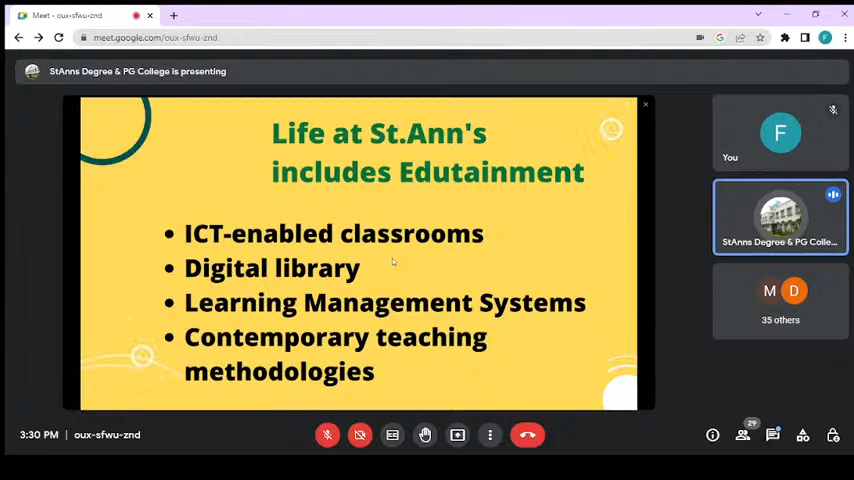 Meet - oux-sfwu-znd
meet.google.com/oux-sfwu-znd
F
StAnns Degree & PG College is presenting
Life at St.Ann's
includes Edutainment
• ICT-enabled classrooms
• Digital library
• Learning Management Systems
• Contemporary teaching
methodologies
F
You
StAnns Degree & PG Colle...
M D
35 others
3:30 PM | oux-sfwu-znd
29